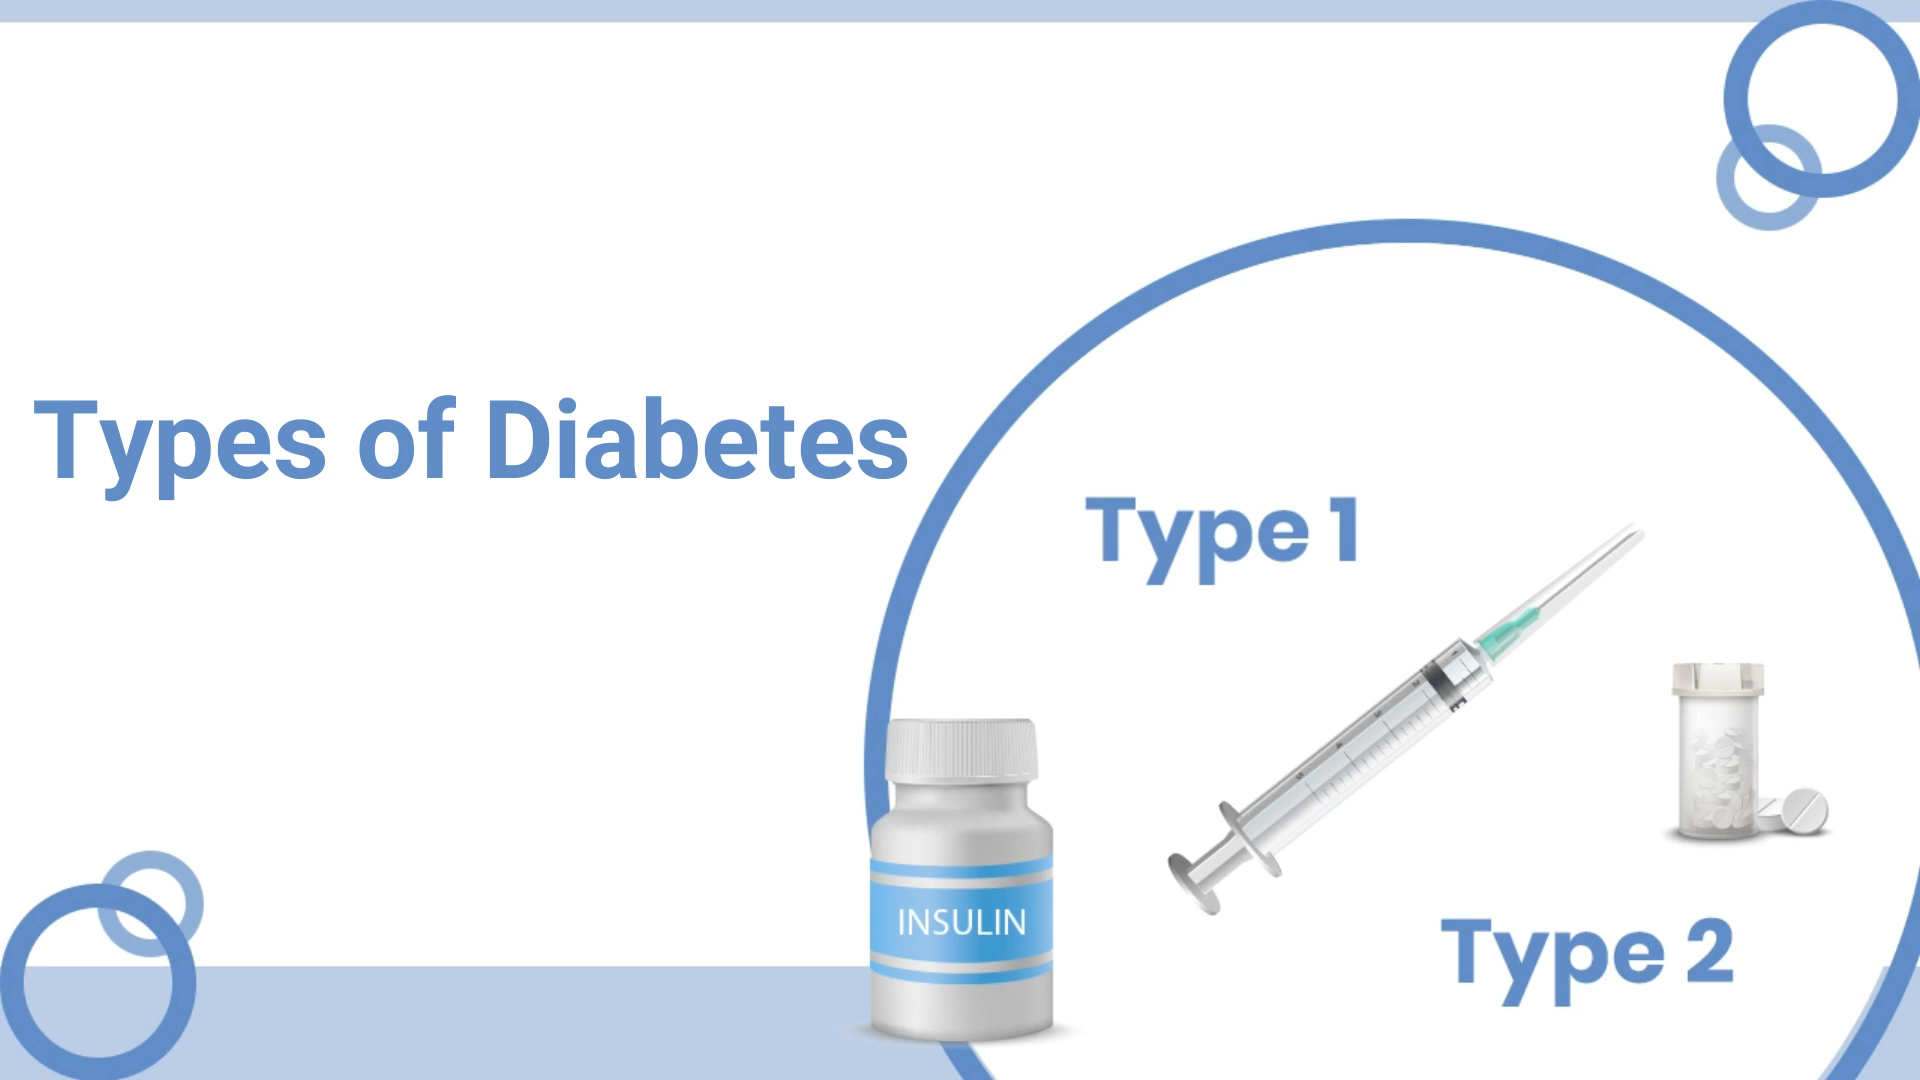 Types of Diabetes
Type 1
INSULIN
Type 2